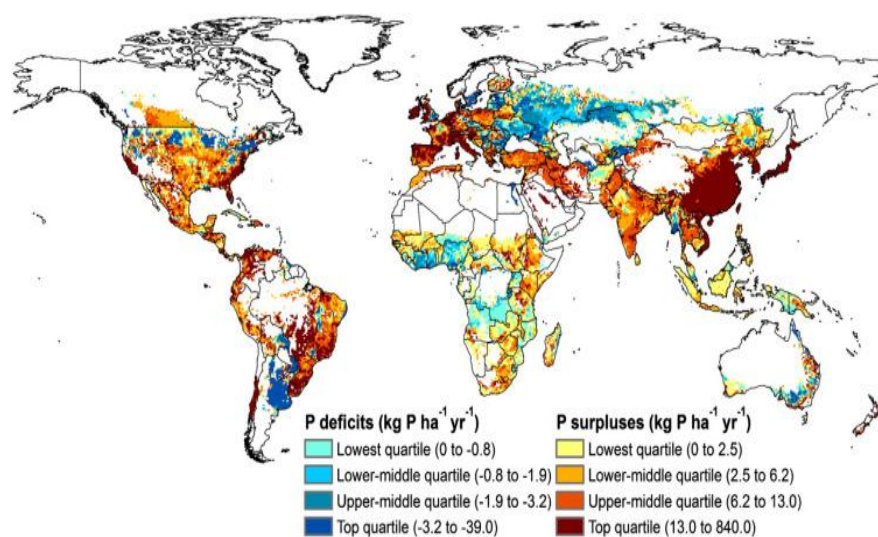 P deficits (kg P ha⁻¹ yr⁻¹)
Lowest quartile (0 to -0.8)
Lower-middle quartile (-0.8 to -1.9)
Upper-middle quartile (-1.9 to -3.2)
Top quartile (-3.2 to -39.0)
P surpluses (kg P ha⁻¹ yr⁻¹)
Lowest quartile (0 to 2.5)
Lower-middle quartile (2.5 to 6.2)
Upper-middle quartile (6.2 to 13.0)
Top quartile (13.0 to 840.0)